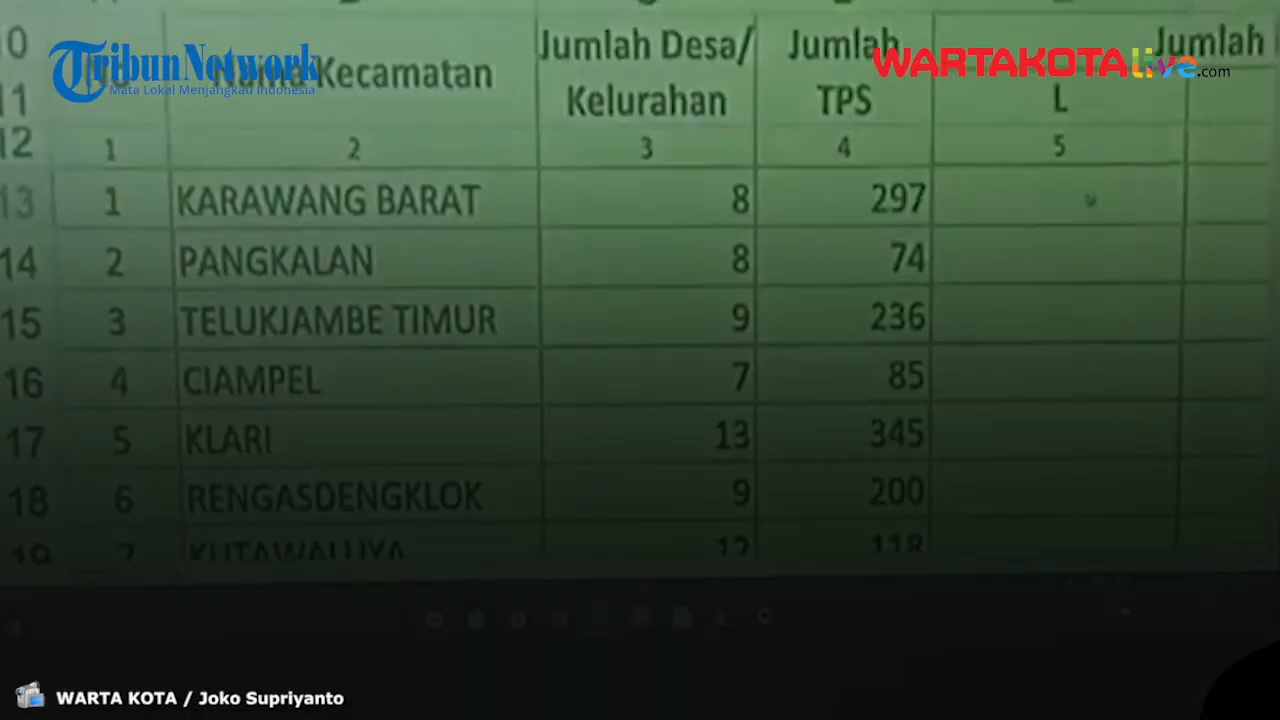 10 Jumlah Desa/ Jumlah Jumlah
TribunNetwork Kecamatan WARTAKOTAlive.com
Mata Lokal Menjangkau Indonesia
11 Kelurahan TPS L
12 1 2 3 4 5
13 1 KARAWANG BARAT 8 297
14 2 PANGKALAN 8 74
15 3 TELUKJAMBE TIMUR 9 236
16 4 CIAMPEL 7 85
17 5 KLARI 13 345
18 6 RENGASDENGKLOK 9 200
19 7 KUTAWALUYA 12 118
WARTA KOTA / Joko Supriyanto